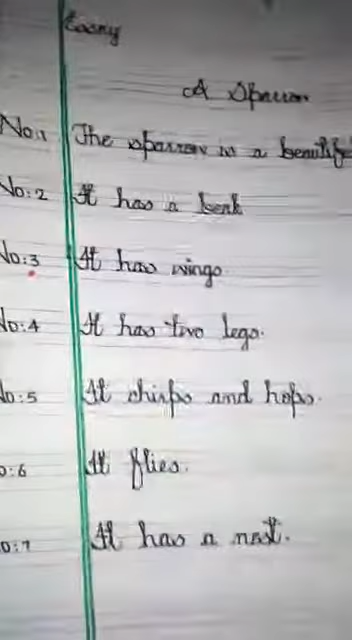 Essay
A Sparrow
No:1 The sparrow is a beautif
No:2 It has a beak
No:3 It has wings.
No:4 It has two legs.
No:5 It chirps and hops.
o:6 It flies.
o:7 It has a nest.